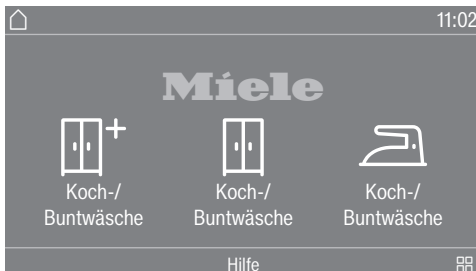 11:02
Miele
Koch-/ Koch-/ Koch-/
Buntwäsche Buntwäsche Buntwäsche
Hilfe